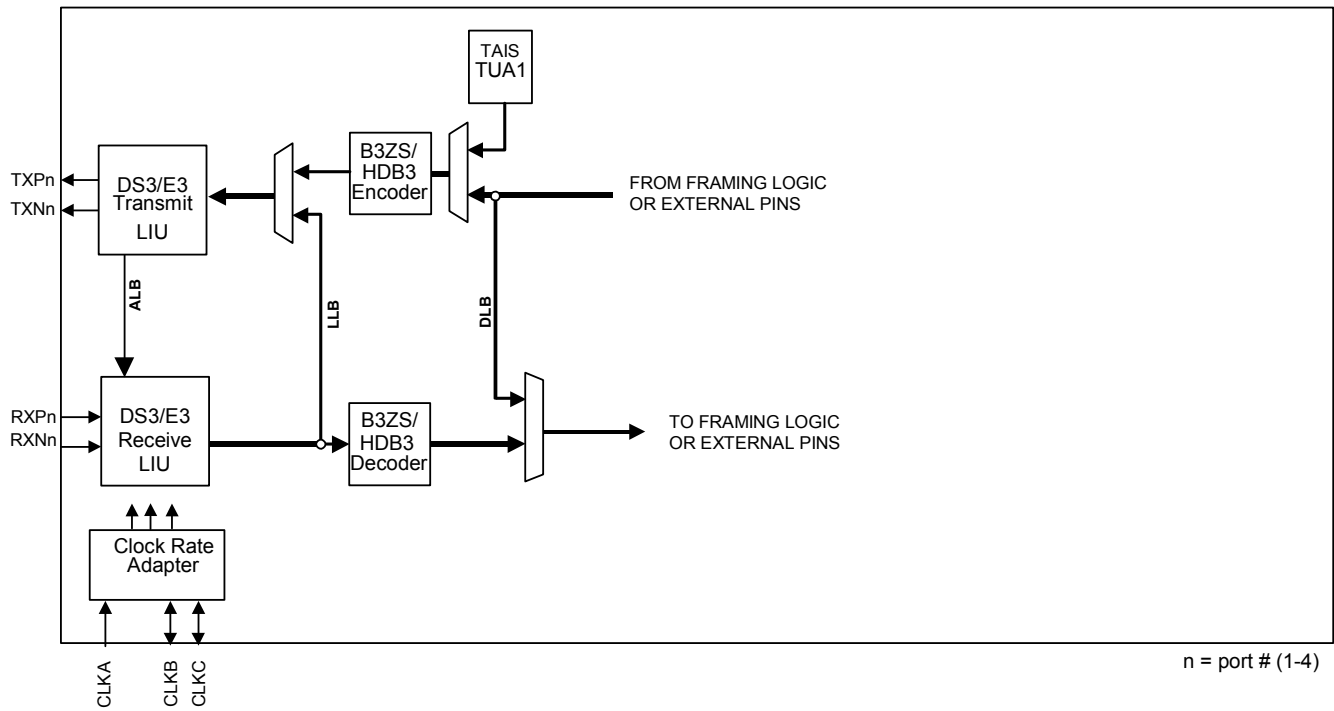 TAIS
TUA1
B3ZS/
HDB3
Encoder
TXPn
TXNn
DS3/E3
Transmit
LIU
FROM FRAMING LOGIC
OR EXTERNAL PINS
ALB
LLB
DLB
RXPn
RXNn
DS3/E3
Receive
LIU
B3ZS/
HDB3
Decoder
TO FRAMING LOGIC
OR EXTERNAL PINS
Clock Rate
Adapter
CLKA
CLKB
CLKC
n = port # (1-4)